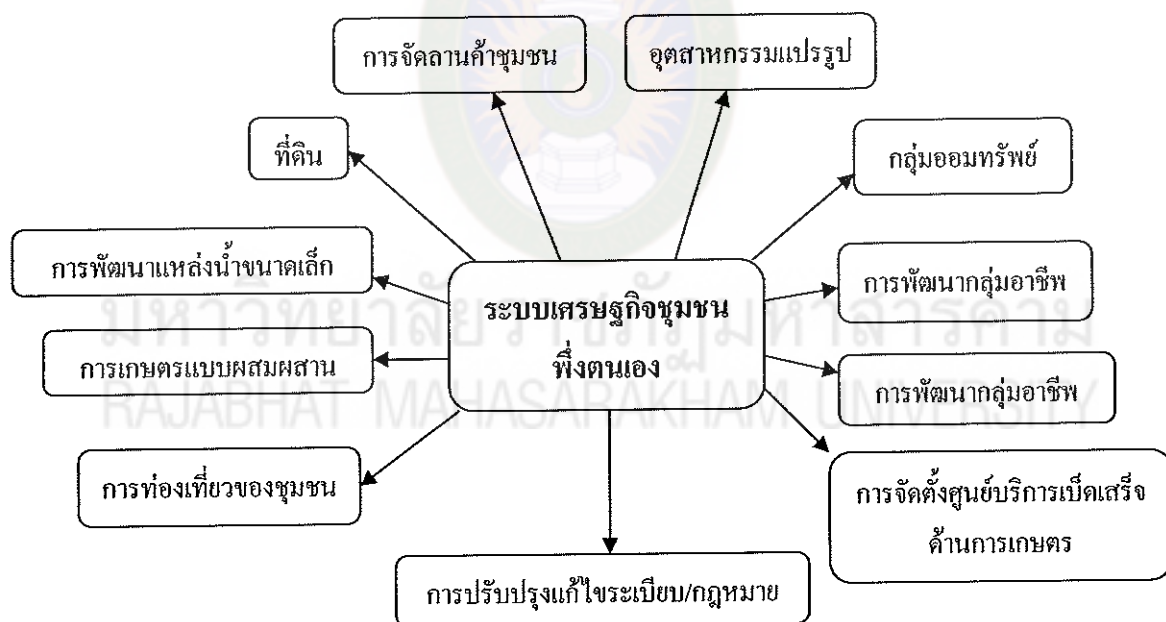 การจัดลานค้าชุมชน
อุตสาหกรรมแปรรูป
ที่ดิน
กลุ่มออมทรัพย์
การพัฒนาแหล่งน้ำขนาดเล็ก
การพัฒนากลุ่มอาชีพ
ระบบเศรษฐกิจชุมชน
พึ่งตนเอง
มหาวิทยาลัยราชภัฏมหาสารคาม
การเกษตรแบบผสมผสาน
การพัฒนากลุ่มอาชีพ
RAJABHAT MAHASARAKHAM UNIVERSITY
การท่องเที่ยวของชุมชน
การจัดตั้งศูนย์บริการเบ็ดเสร็จ
ด้านการเกษตร
การปรับปรุงแก้ไขระเบียบ/กฎหมาย